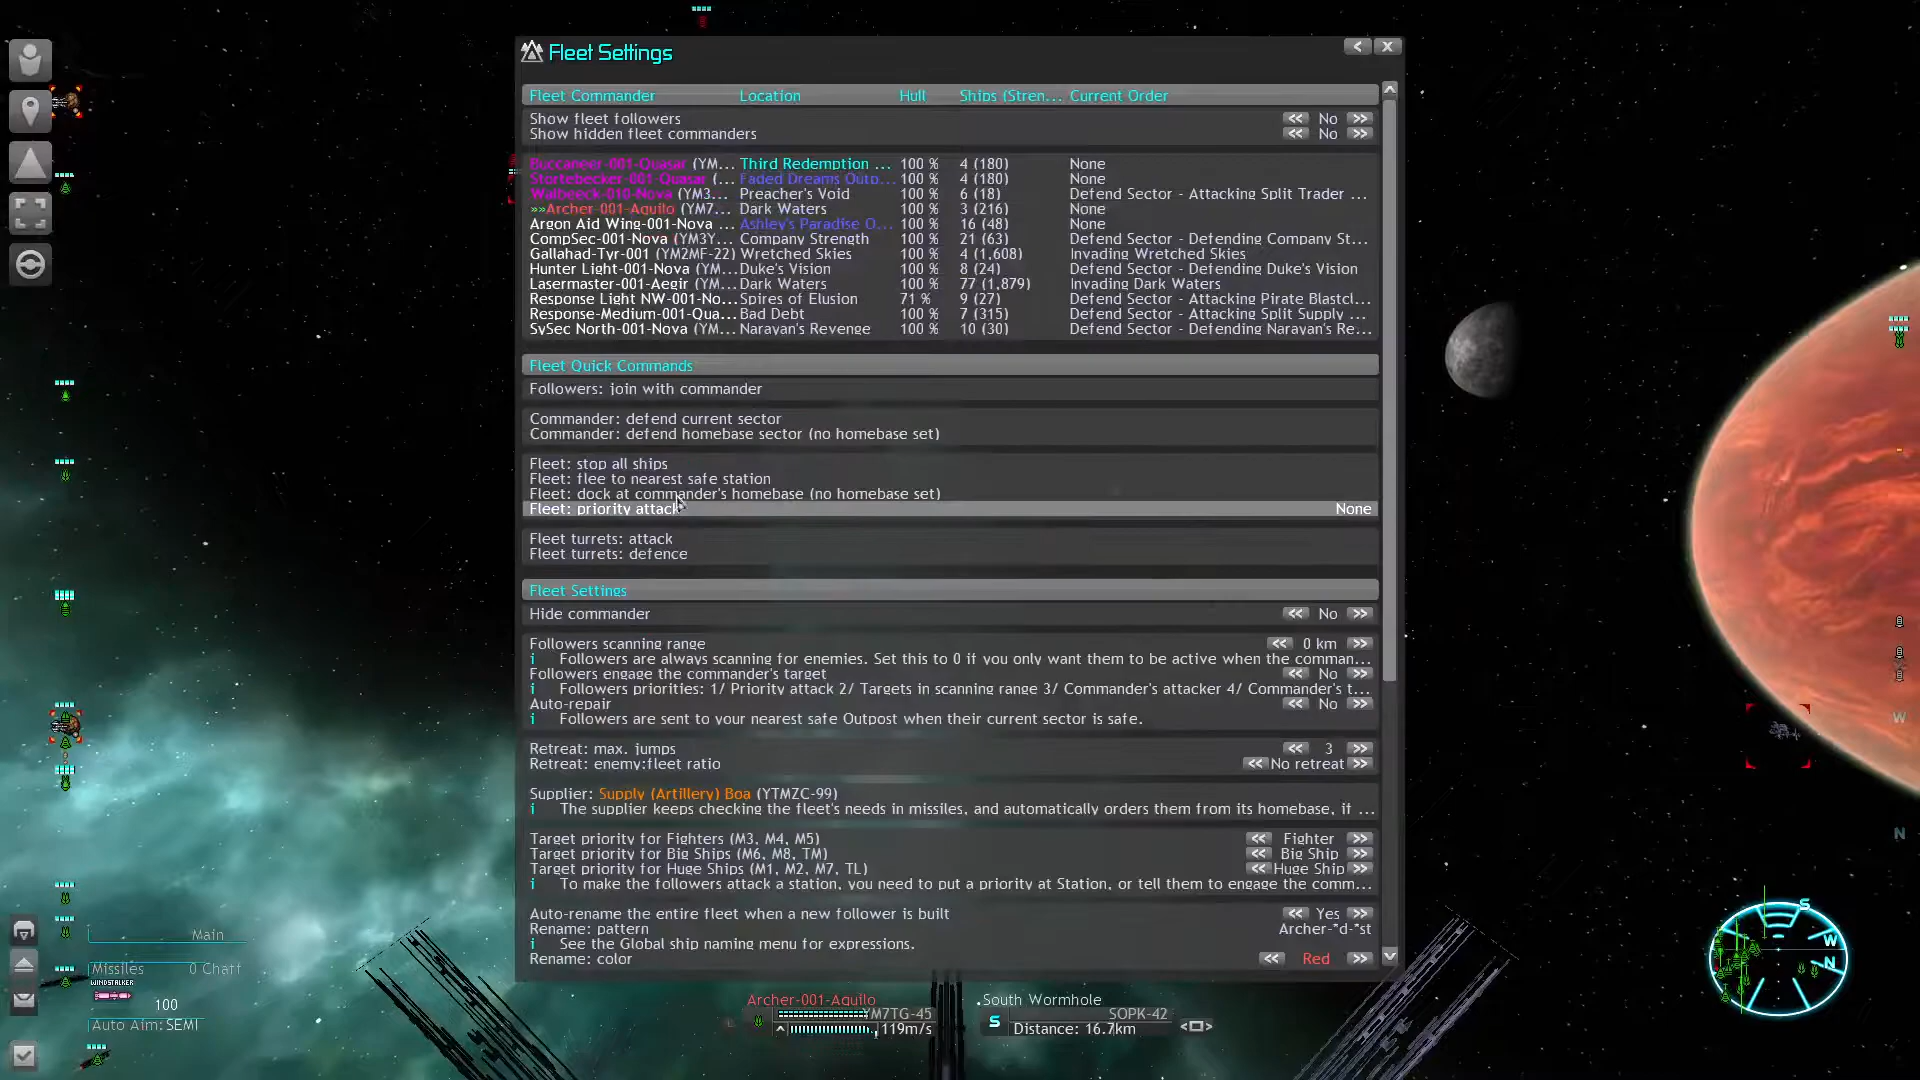 Fleet Settings
Fleet Commander Location Hull Ships (Stren... Current Order
Show fleet followers << No >>
Show hidden fleet commanders << No >>
Buccaneer-001-Quasar (YM... Third Redemption ... 100 % 4 (180) None
Stortebecker-001-Quasar (... Faded Dreams Outp... 100 % 4 (180) None
Walbgeck-010-Nova (YM3... Preacher's Void 100 % 6 (18) Defend Sector - Attacking Split Trader ...
»»Archer-001-Aquilo (YM7... Dark Waters 100 % 3 (216) None
Argon Aid Wing-001-Nova ... Ashley's Paradise O... 100 % 16 (48) None
CompSec-001-Nova (YM3Y... Company Strength 100 % 21 (63) Defend Sector - Defending Company St...
Gallahad-Tyr-001 (YM2MF-22) Wretched Skies 100 % 4 (1,608) Invading Wretched Skies
Hunter Light-001-Nova (YM... Duke's Vision 100 % 8 (24) Defend Sector - Defending Duke's Vision
Lasermaster-001-Aegir (YM... Dark Waters 100 % 77 (1,879) Invading Dark Waters
Response Light NW-001-No... Spires of Elusion 71 % 9 (27) Defend Sector - Attacking Pirate Blastcl...
Response-Medium-001-Qua... Bad Debt 100 % 7 (315) Defend Sector - Attacking Split Supply ...
SySec North-001-Nova (YM... Narayan's Revenge 100 % 10 (30) Defend Sector - Defending Narayan's Re...
Fleet Quick Commands
Followers: join with commander
Commander: defend current sector
Commander: defend homebase sector (no homebase set)
Fleet: stop all ships
Fleet: flee to nearest safe station
Fleet: dock at commander's homebase (no homebase set)
Fleet: priority attack None
Fleet turrets: attack
Fleet turrets: defence
Fleet Settings
Hide commander << No >>
Followers scanning range << 0 km >>
i Followers are always scanning for enemies. Set this to 0 if you only want them to be active when the comman...
Followers engage the commander's target << No >>
i Followers priorities: 1/ Priority attack 2/ Targets in scanning range 3/ Commander's attacker 4/ Commander's t...
Auto-repair << No >>
i Followers are sent to your nearest safe Outpost when their current sector is safe.
Retreat: max. jumps << 3 >>
Retreat: enemy:fleet ratio << No retreat >>
Supplier: Supply (Artillery) Boa (YTMZC-99)
i The supplier keeps checking the fleet's needs in missiles, and automatically orders them from its homebase, if ...
Target priority for Fighters (M3, M4, M5) << Fighter >>
Target priority for Big Ships (M6, M8, TM) << Big Ship >>
Target priority for Huge Ships (M1, M2, M7, TL) << Huge Ship >>
i To make the followers attack a station, you need to put a priority at Station, or tell them to engage the comm...
Auto-rename the entire fleet when a new follower is built << Yes >>
Rename: pattern Archer-*d-*st
i See the Global ship naming menu for expressions.
Rename: color << Red >>
Main
Missiles 0 Chaff
WINDSTALKER
100
Auto Aim: SEMI
Archer-001-Aquilo
YM7TG-45
119m/s
South Wormhole
SOPK-42
S Distance: 16.7km
W
N
S
W
N